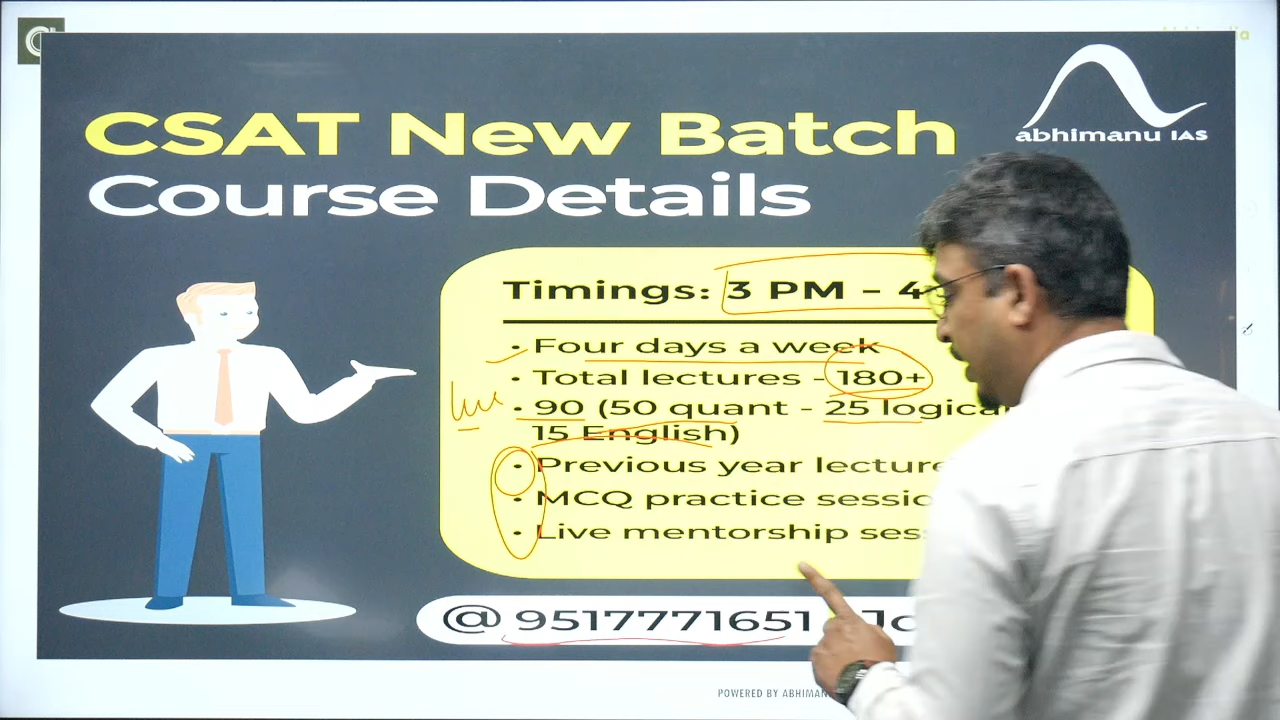 CSAT New Batch
Course Details
abhimanu IAS
Timings: 3 PM – 4
• Four days a week
• Total lectures - 180+
• 90 (50 quant - 25 logica
15 English)
• Previous year lecture
• MCQ practice sessio
• Live mentorship ses
@ 9517771651
POWERED BY ABHIMAN